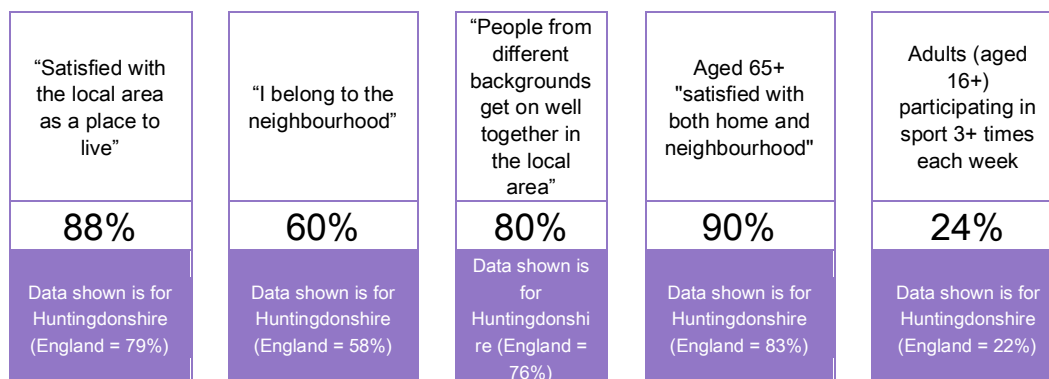 “Satisfied with
the local area
as a place to
live”
88%
Data shown is for
Huntingdonshire
(England = 79%)
“I belong to the
neighbourhood”
60%
Data shown is for
Huntingdonshire
(England = 58%)
“People from
different
backgrounds
get on well
together in
the local
area”
80%
Data shown is
for
Huntingdonshi
re (England =
76%)
Aged 65+
"satisfied with
both home and
neighbourhood"
90%
Data shown is for
Huntingdonshire
(England = 83%)
Adults (aged
16+)
participating in
sport 3+ times
each week
24%
Data shown is for
Huntingdonshire
(England = 22%)